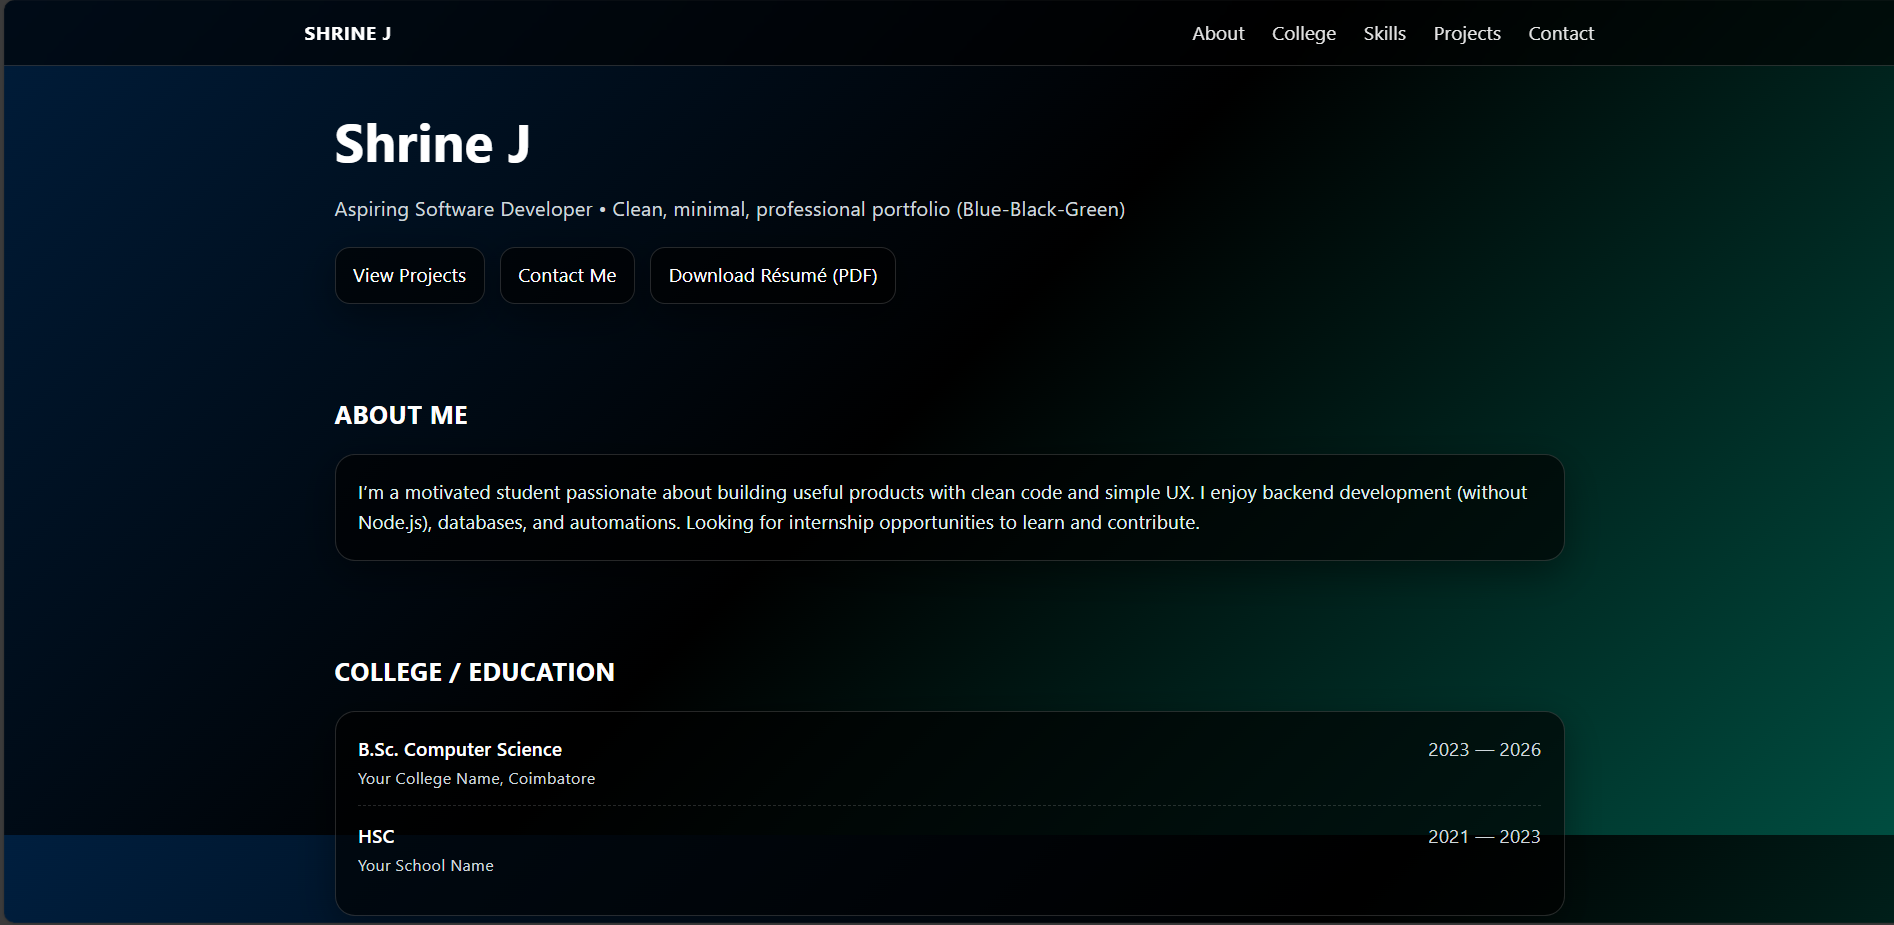 SHRINE J
About College Skills Projects Contact
Shrine J
Aspiring Software Developer • Clean, minimal, professional portfolio (Blue-Black-Green)
View Projects Contact Me Download Résumé (PDF)
ABOUT ME
I’m a motivated student passionate about building useful products with clean code and simple UX. I enjoy backend development (without
Node.js), databases, and automations. Looking for internship opportunities to learn and contribute.
COLLEGE / EDUCATION
B.Sc. Computer Science 2023 — 2026
Your College Name, Coimbatore
HSC 2021 — 2023
Your School Name